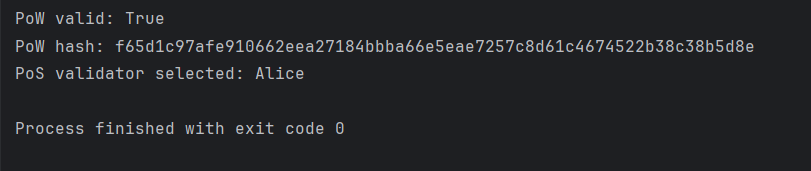 PoW valid: True
PoW hash: f65d1c97afe910662eea27184bbba66e5eae7257c8d61c4674522b38c38b5d8e
PoS validator selected: Alice
Process finished with exit code 0